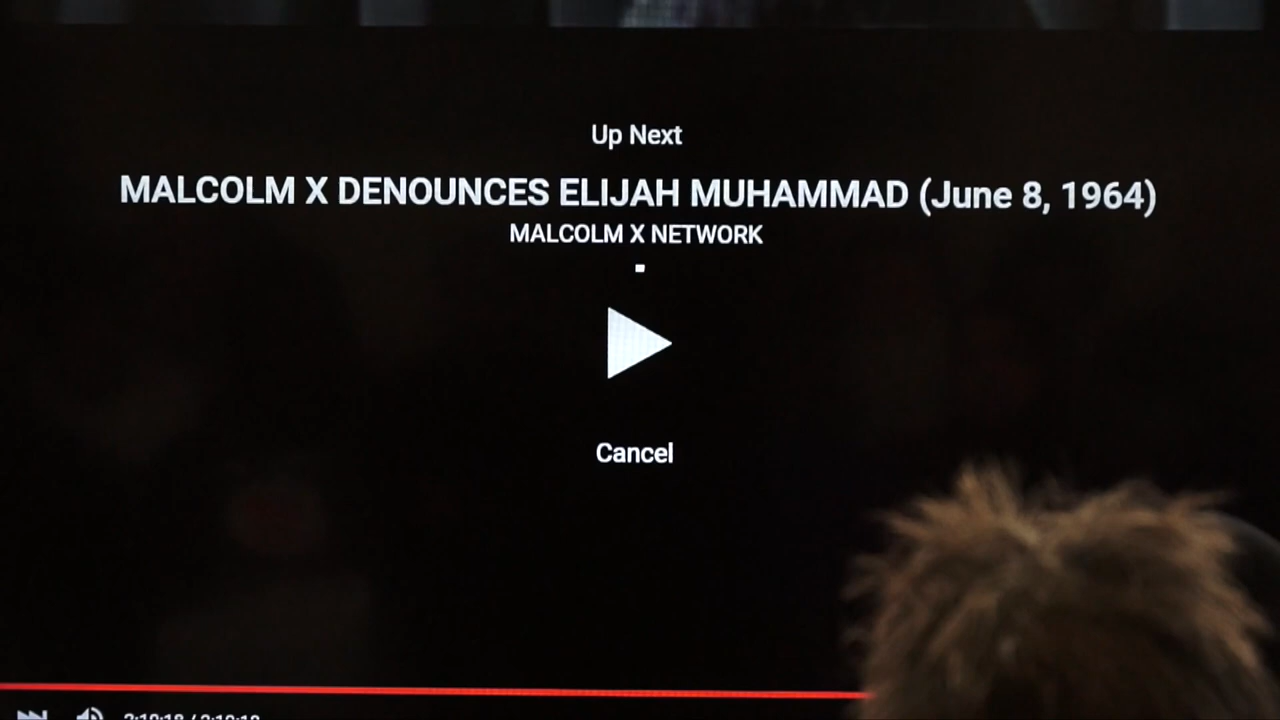 Up Next
MALCOLM X DENOUNCES ELIJAH MUHAMMAD (June 8, 1964)
MALCOLM X NETWORK
Cancel